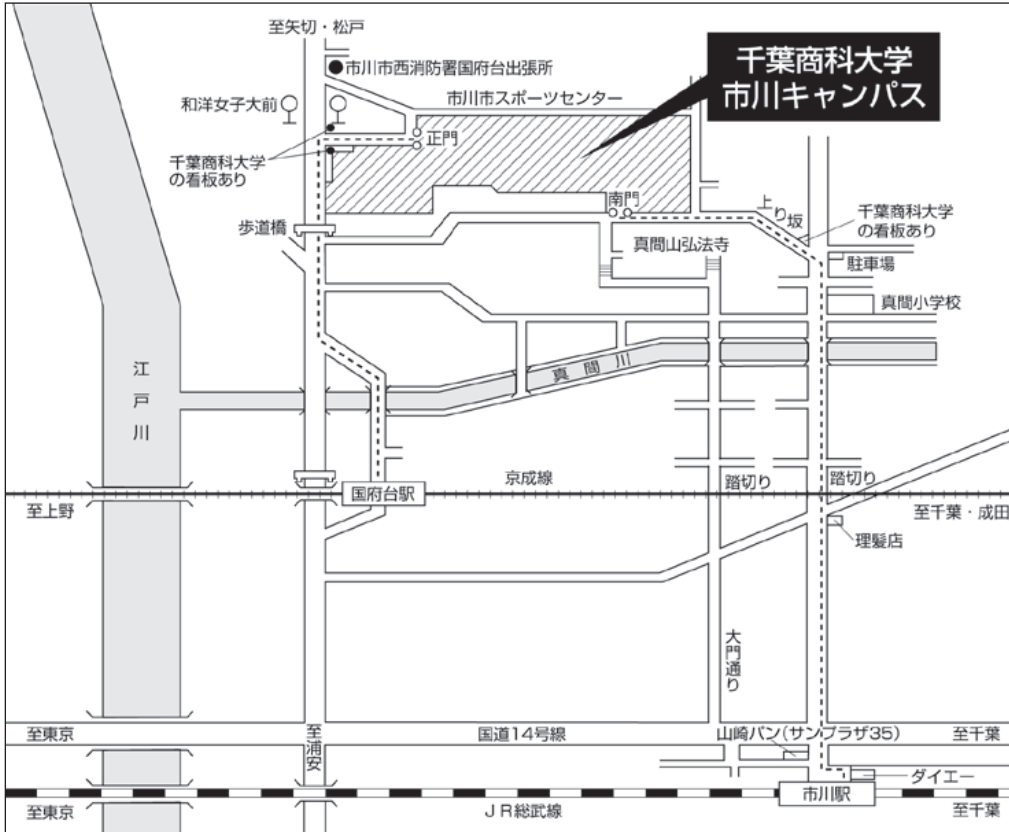 至矢切・松戸
市川市西消防署国府台出張所
千葉商科大学
市川キャンパス
市川市スポーツセンター
和洋女子大前
正門
千葉商科大学
の看板あり
南門
上り坂
千葉商科大学
の看板あり
歩道橋
真間山弘法寺
駐車場
真間小学校
江戸川
真間川
京成線
踏切り
踏切り
国府台駅
至上野
至千葉・成田
理髪店
大門通り
至浦安
至東京
国道14号線
山崎パン(サンプラザ35)
至千葉
ダイエー
市川駅
至東京
JR総武線
至千葉